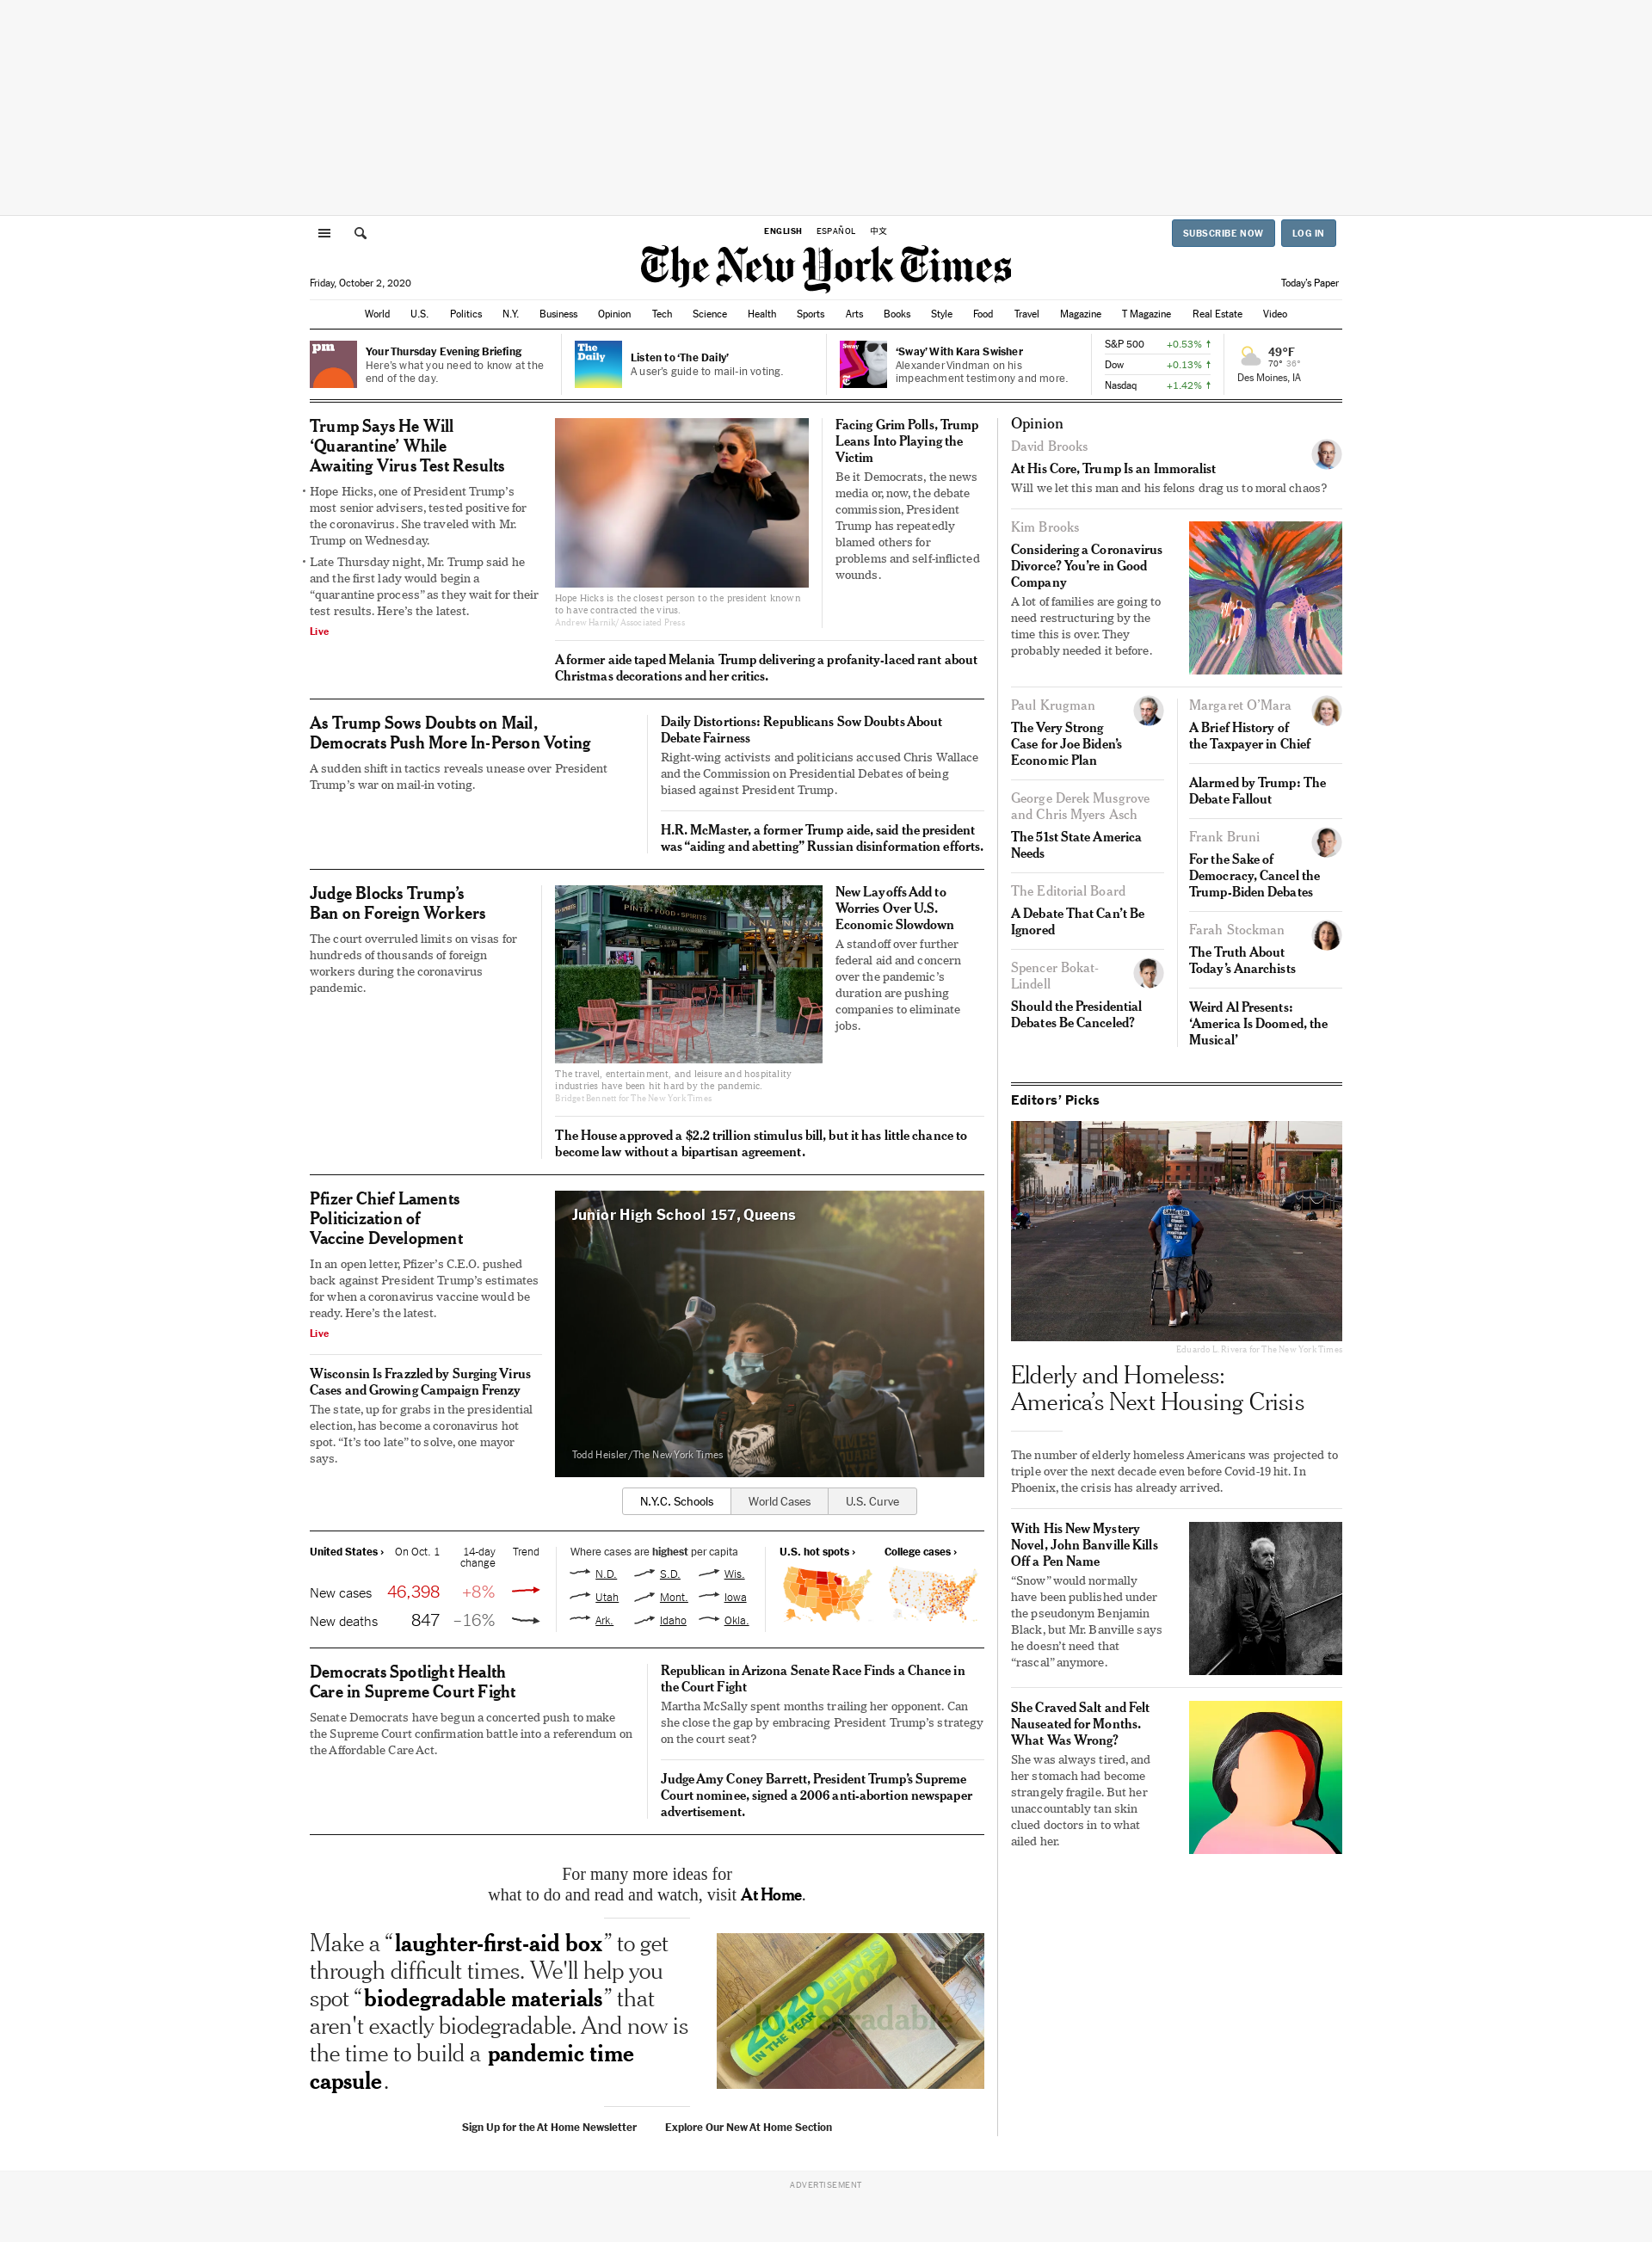 ENGLISH ESPAÑOL 中文
SUBSCRIBE NOW LOG IN
The New York Times
Friday, October 2, 2020
Today's Paper
World U.S. Politics N.Y. Business Opinion Tech Science Health Sports Arts Books Style Food Travel Magazine T Magazine Real Estate Video
pm
Your Thursday Evening Briefing
Here's what you need to know at the
end of the day.
The
Daily
Listen to ‘The Daily’
A user's guide to mail-in voting.
Sway
‘Sway’ With Kara Swisher
Alexander Vindman on his
impeachment testimony and more.
S&P 500 +0.53% ↑
Dow +0.13% ↑
Nasdaq +1.42% ↑
49°F
70° 36°
Des Moines, IA
Trump Says He Will
‘Quarantine’ While
Awaiting Virus Test Results
• Hope Hicks, one of President Trump’s
most senior advisers, tested positive for
the coronavirus. She traveled with Mr.
Trump on Wednesday.
• Late Thursday night, Mr. Trump said he
and the first lady would begin a
“quarantine process” as they wait for their
test results. Here’s the latest.
Live
Hope Hicks is the closest person to the president known
to have contracted the virus.
Andrew Harnik/Associated Press
Facing Grim Polls, Trump
Leans Into Playing the
Victim
Be it Democrats, the news
media or, now, the debate
commission, President
Trump has repeatedly
blamed others for
problems and self-inflicted
wounds.
A former aide taped Melania Trump delivering a profanity-laced rant about
Christmas decorations and her critics.
As Trump Sows Doubts on Mail,
Democrats Push More In-Person Voting
A sudden shift in tactics reveals unease over President
Trump’s war on mail-in voting.
Daily Distortions: Republicans Sow Doubts About
Debate Fairness
Right-wing activists and politicians accused Chris Wallace
and the Commission on Presidential Debates of being
biased against President Trump.
H.R. McMaster, a former Trump aide, said the president
was “aiding and abetting” Russian disinformation efforts.
Judge Blocks Trump’s
Ban on Foreign Workers
The court overruled limits on visas for
hundreds of thousands of foreign
workers during the coronavirus
pandemic.
PINTS · FOOD · SPIRITS
The travel, entertainment, and leisure and hospitality
industries have been hit hard by the pandemic.
Bridget Bennett for The New York Times
New Layoffs Add to
Worries Over U.S.
Economic Slowdown
A standoff over further
federal aid and concern
over the pandemic’s
duration are pushing
companies to eliminate
jobs.
The House approved a $2.2 trillion stimulus bill, but it has little chance to
become law without a bipartisan agreement.
Pfizer Chief Laments
Politicization of
Vaccine Development
In an open letter, Pfizer’s C.E.O. pushed
back against President Trump’s estimates
for when a coronavirus vaccine would be
ready. Here’s the latest.
Live
Wisconsin Is Frazzled by Surging Virus
Cases and Growing Campaign Frenzy
The state, up for grabs in the presidential
election, has become a coronavirus hot
spot. “It’s too late” to solve, one mayor
says.
Junior High School 157, Queens
Todd Heisler/The New York Times
N.Y.C. Schools World Cases U.S. Curve
United States › On Oct. 1 14-day
change Trend
New cases 46,398 +8%
New deaths 847 –16%
Where cases are highest per capita
N.D. S.D. Wis.
Utah Mont. Iowa
Ark. Idaho Okla.
U.S. hot spots › College cases ›
Democrats Spotlight Health
Care in Supreme Court Fight
Senate Democrats have begun a concerted push to make
the Supreme Court confirmation battle into a referendum on
the Affordable Care Act.
Republican in Arizona Senate Race Finds a Chance in
the Court Fight
Martha McSally spent months trailing her opponent. Can
she close the gap by embracing President Trump’s strategy
on the court seat?
Judge Amy Coney Barrett, President Trump’s Supreme
Court nominee, signed a 2006 anti-abortion newspaper
advertisement.
For many more ideas for
what to do and read and watch, visit At Home.
Make a “laughter-first-aid box” to get
through difficult times. We'll help you
spot “biodegradable materials” that
aren't exactly biodegradable. And now is
the time to build a pandemic time
capsule.
2020
IN THE YEAR
biodegradable
Sign Up for the At Home Newsletter Explore Our New At Home Section
Opinion
David Brooks
At His Core, Trump Is an Immoralist
Will we let this man and his felons drag us to moral chaos?
Kim Brooks
Considering a Coronavirus
Divorce? You’re in Good
Company
A lot of families are going to
need restructuring by the
time this is over. They
probably needed it before.
Paul Krugman
The Very Strong
Case for Joe Biden’s
Economic Plan
George Derek Musgrove
and Chris Myers Asch
The 51st State America
Needs
The Editorial Board
A Debate That Can’t Be
Ignored
Spencer Bokat-
Lindell
Should the Presidential
Debates Be Canceled?
Margaret O’Mara
A Brief History of
the Taxpayer in Chief
Alarmed by Trump: The
Debate Fallout
Frank Bruni
For the Sake of
Democracy, Cancel the
Trump-Biden Debates
Farah Stockman
The Truth About
Today’s Anarchists
Weird Al Presents:
‘America Is Doomed, the
Musical’
Editors’ Picks
Eduardo L. Rivera for The New York Times
Elderly and Homeless:
America’s Next Housing Crisis
The number of elderly homeless Americans was projected to
triple over the next decade even before Covid-19 hit. In
Phoenix, the crisis has already arrived.
With His New Mystery
Novel, John Banville Kills
Off a Pen Name
“Snow” would normally
have been published under
the pseudonym Benjamin
Black, but Mr. Banville says
he doesn’t need that
“rascal” anymore.
She Craved Salt and Felt
Nauseated for Months.
What Was Wrong?
She was always tired, and
her stomach had become
strangely fragile. But her
unaccountably tan skin
clued doctors in to what
ailed her.
ADVERTISEMENT